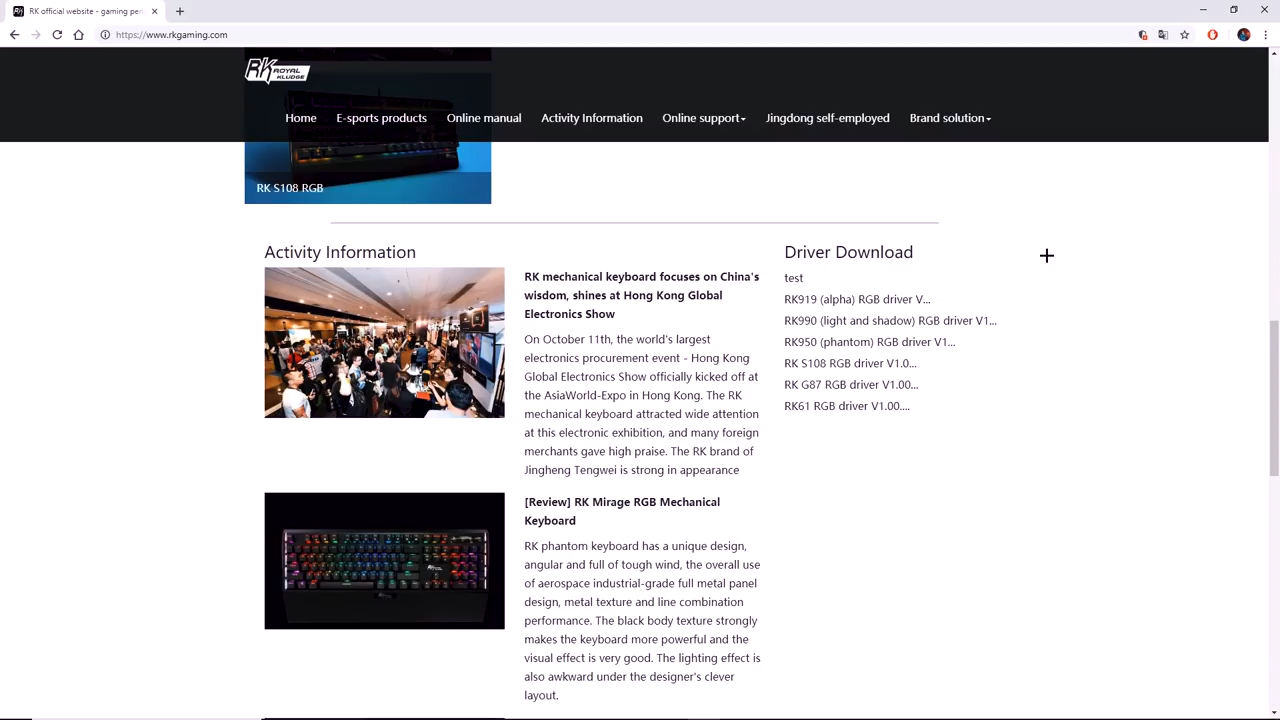 RK official website - gaming per
https://www.rkgaming.com
RK ROYAL KLUDGE
Home E-sports products Online manual Activity Information Online support Jingdong self-employed Brand solution
RK S108 RGB
Activity Information
RK mechanical keyboard focuses on China's
wisdom, shines at Hong Kong Global
Electronics Show
On October 11th, the world's largest
electronics procurement event - Hong Kong
Global Electronics Show officially kicked off at
the AsiaWorld-Expo in Hong Kong. The RK
mechanical keyboard attracted wide attention
at this electronic exhibition, and many foreign
merchants gave high praise. The RK brand of
Jingheng Tengwei is strong in appearance
[Review] RK Mirage RGB Mechanical
Keyboard
RK phantom keyboard has a unique design,
angular and full of tough wind, the overall use
of aerospace industrial-grade full metal panel
design, metal texture and line combination
performance. The black body texture strongly
makes the keyboard more powerful and the
visual effect is very good. The lighting effect is
also awkward under the designer's clever
layout.
Driver Download
test
RK919 (alpha) RGB driver V...
RK990 (light and shadow) RGB driver V1...
RK950 (phantom) RGB driver V1...
RK S108 RGB driver V1.0...
RK G87 RGB driver V1.00...
RK61 RGB driver V1.00....